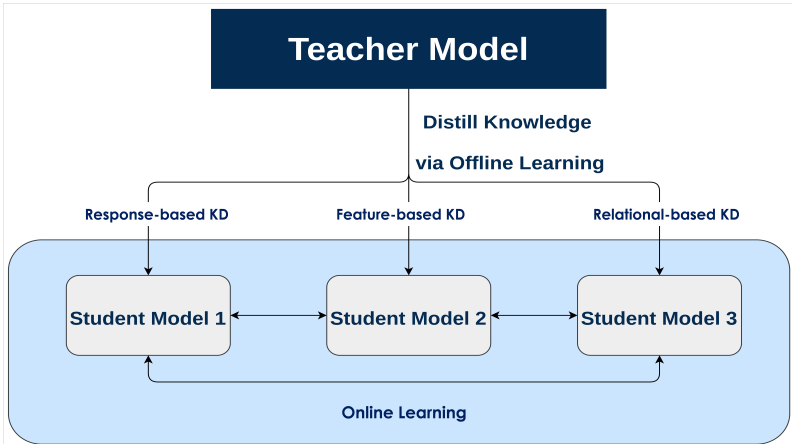 Teacher Model
Distill Knowledge
via Offline Learning
Response-based KD
Feature-based KD
Relational-based KD
Student Model 1
Student Model 2
Student Model 3
Online Learning